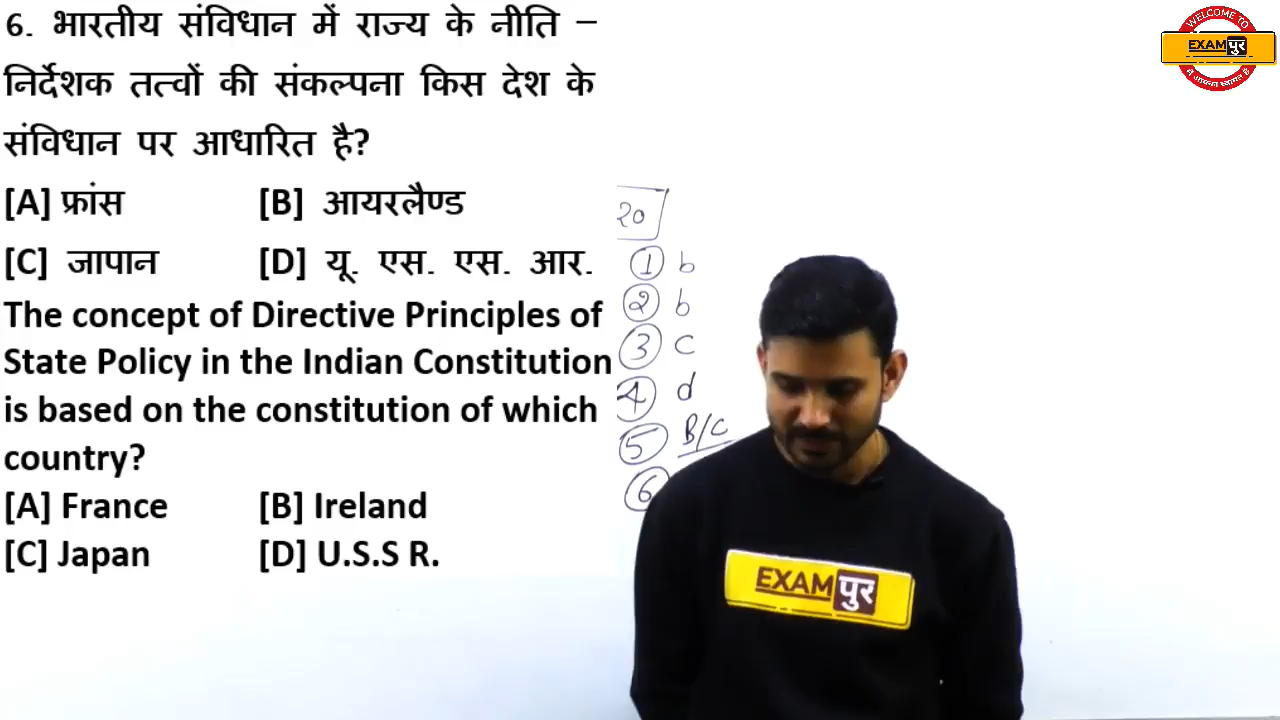 6. भारतीय संविधान में राज्य के नीति –
निर्देशक तत्वों की संकल्पना किस देश के
संविधान पर आधारित है?
[A] फ्रांस [B] आयरलैण्ड
[C] जापान [D] यू. एस. एस. आर.
The concept of Directive Principles of
State Policy in the Indian Constitution
is based on the constitution of which
country?
[A] France [B] Ireland
[C] Japan [D] U.S.S R.
20
1 b
2 b
3 c
4 d
5 B/C
6
WELCOME TO
EXAM पुर
EXAM पुर